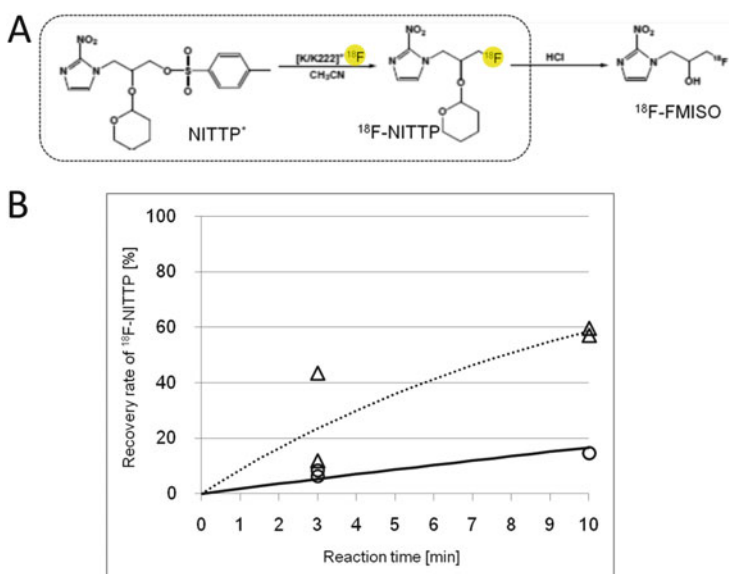 A
NO₂
N
N
O
O
S
O
O
O
O
NITTP*
[K/K222]⁺ ¹⁸F⁻
CH₃CN
NO₂
N
N
¹⁸F
O
O
¹⁸F-NITTP
HCl
NO₂
N
N
¹⁸F
OH
¹⁸F-FMISO
B
Recovery rate of ¹⁸F-NITTP [%]
100
80
60
40
20
0
0 1 2 3 4 5 6 7 8 9 10
Reaction time [min]